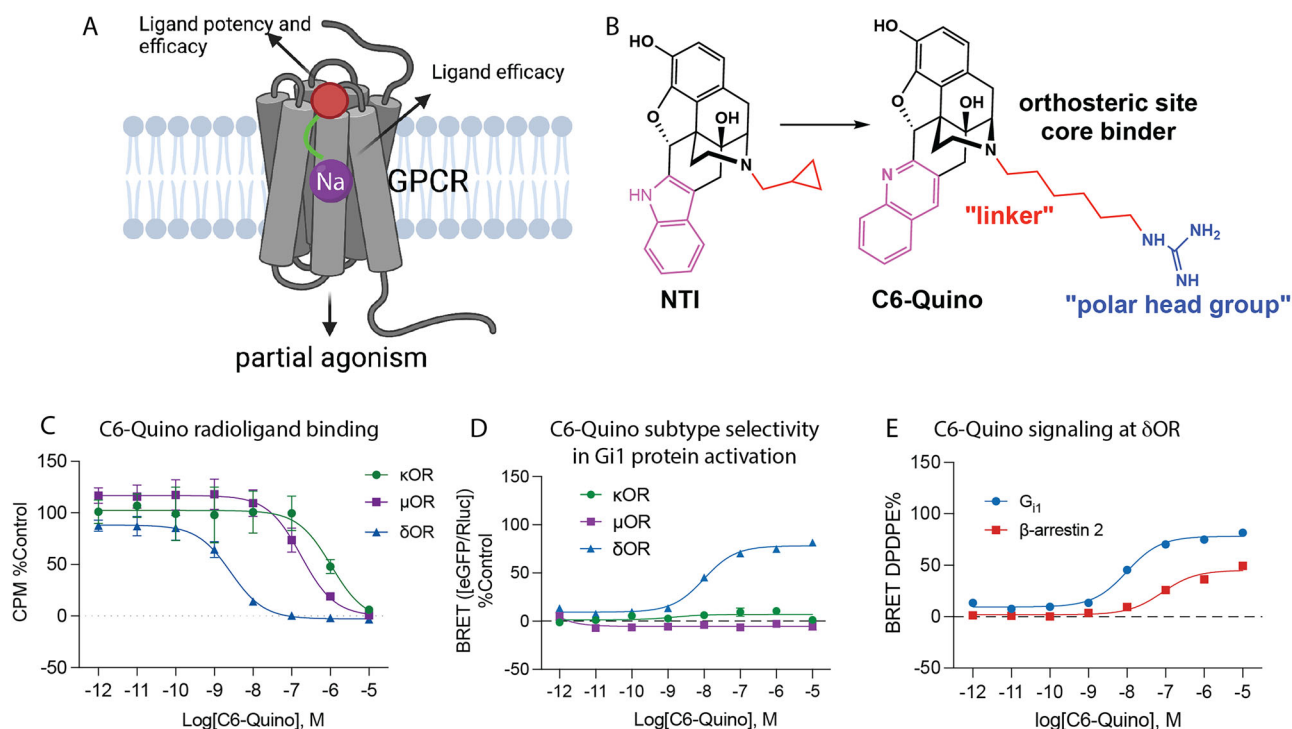 A
Ligand potency and
efficacy
Ligand efficacy
Na
GPCR
partial agonism
B
HO
O
OH
N
HN
NTI
HO
O
OH
N
N
orthosteric site
core binder
"linker"
NH
NH2
NH
"polar head group"
C6-Quino
C
C6-Quino radioligand binding
CPM %Control
150
100
50
0
-50
κOR
μOR
δOR
-12 -11 -10 -9 -8 -7 -6 -5
Log[C6-Quino], M
D
C6-Quino subtype selectivity
in Gi1 protein activation
BRET ([eGFP/Rluc])
%Control
150
100
50
0
-50
κOR
μOR
δOR
-12 -11 -10 -9 -8 -7 -6 -5
Log[C6-Quino], M
E
C6-Quino signaling at δOR
BRET DPDPE%
150
100
50
0
-50
Gi1
β-arrestin 2
-12 -11 -10 -9 -8 -7 -6 -5
log[C6-Quino], M